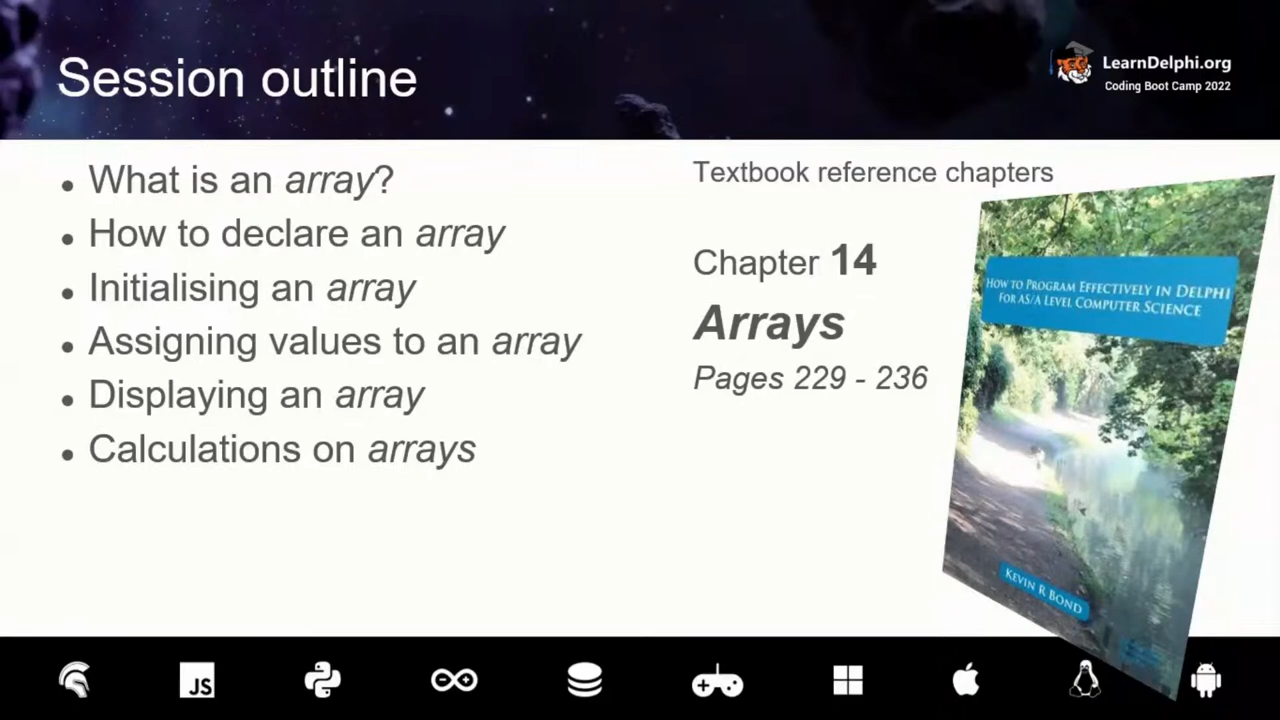 Session outline
LearnDelphi.org
Coding Boot Camp 2022
• What is an array?
• How to declare an array
• Initialising an array
• Assigning values to an array
• Displaying an array
• Calculations on arrays
Textbook reference chapters
Chapter 14
Arrays
Pages 229 - 236
HOW TO PROGRAM EFFECTIVELY IN DELPHI
FOR AS/A LEVEL COMPUTER SCIENCE
KEVIN R BOND
JS